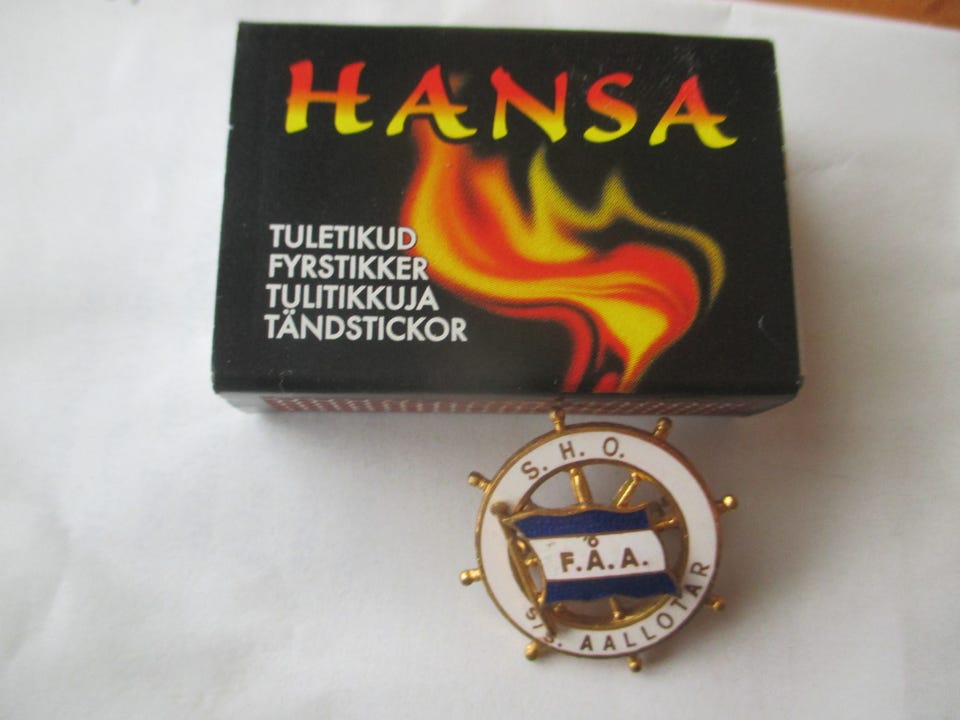 HANSA
TULETIKUD
FYRSTIKKER
TULITIKKUJA
TÄNDSTICKOR
S. H. O.
F.Å.A.
S/S. AALLOTAR